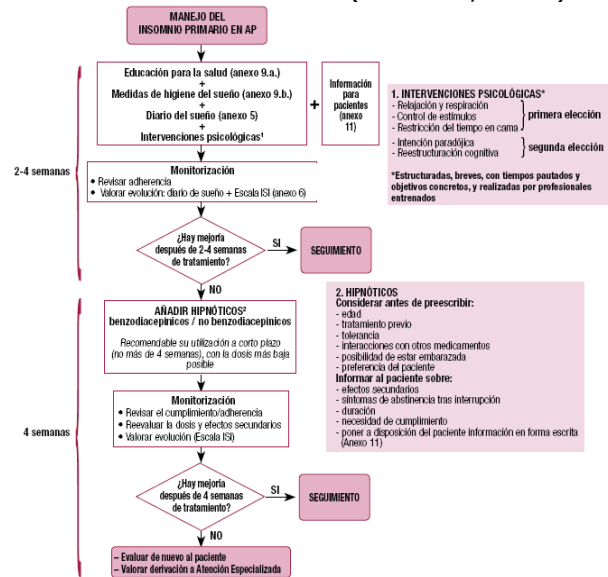 MANEJO DEL
INSOMNIO PRIMARIO EN AP
Educación para la salud (anexo 9.a.)
+
Medidas de higiene del sueño (anexo 9.b.)
+
Diario del sueño (anexo 5)
+
Intervenciones psicológicas¹
+
Información
para
pacientes
(anexo
11)
1. INTERVENCIONES PSICOLÓGICAS*
- Relajación y respiración
- Control de estímulos
- Restricción del tiempo en cama
primera elección
- Intención paradójica
- Reestructuración cognitiva
segunda elección
*Estructuradas, breves, con tiempos pautados y
objetivos concretos, y realizadas por profesionales
entrenados
2-4 semanas
Monitorización
• Revisar adherencia
• Valorar evolución: diario de sueño + Escala ISI (anexo 6)
¿Hay mejoría
después de 2-4 semanas
de tratamiento?
SI
SEGUIMIENTO
NO
AÑADIR HIPNÓTICOS²
benzodiacepínicos / no benzodiacepínicos
Recomendable su utilización a corto plazo
(no más de 4 semanas), con la dosis más baja
posible
2. HIPNÓTICOS
Considerar antes de preescribir:
- edad
- tratamiento previo
- tolerancia
- interacciones con otros medicamentos
- posibilidad de estar embarazada
- preferencia del paciente
Informar al paciente sobre:
- efectos secundarios
- síntomas de abstinencia tras interrupción
- duración
- necesidad de cumplimiento
- poner a disposición del paciente información en forma escrita
(Anexo 11)
4 semanas
Monitorización
• Revisar el cumplimiento/adherencia
• Reevaluar la dosis y efectos secundarios
• Valorar evolución (Escala ISI)
¿Hay mejoría
después de 4 semanas
de tratamiento?
SI
SEGUIMIENTO
NO
– Evaluar de nuevo al paciente
– Valorar derivación a Atención Especializada